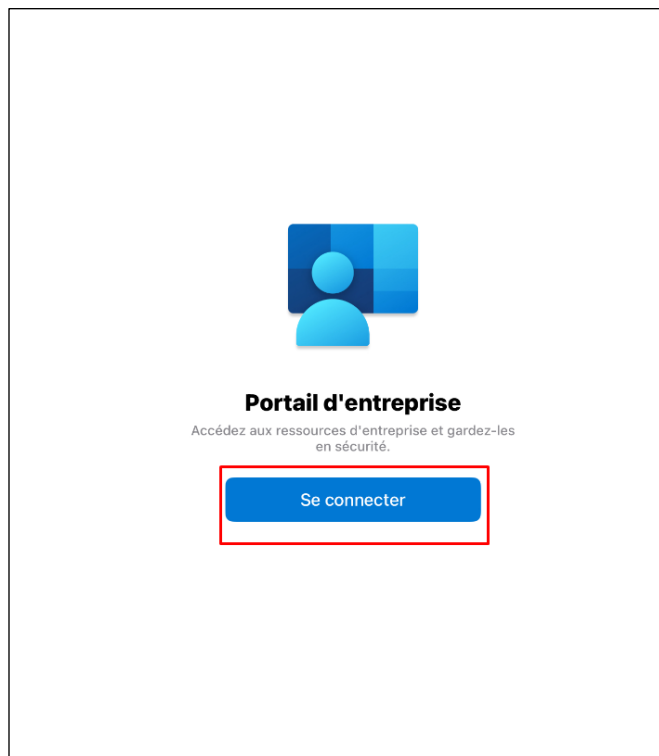 Portail d'entreprise
Accédez aux ressources d'entreprise et gardez-les
en sécurité.
Se connecter